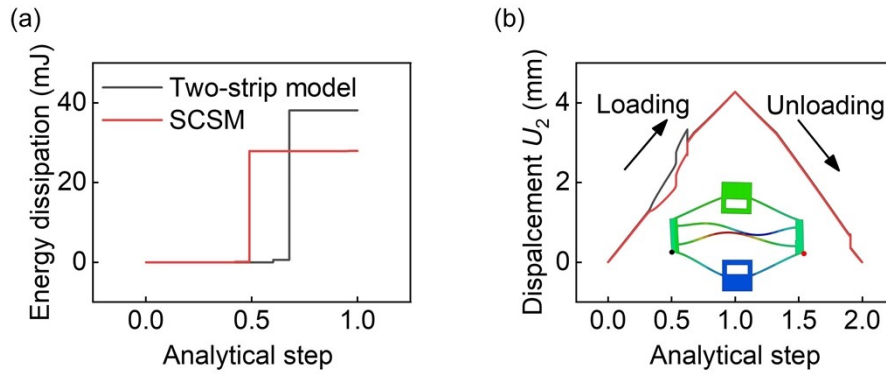 (a)
Energy dissipation (mJ)
40
20
0
Two-strip model
SCSM
0.0 0.5 1.0
Analytical step
(b)
Dispalcement U₂ (mm)
4
2
0
-2
Loading
Unloading
0.0 0.5 1.0 1.5 2.0
Analytical step